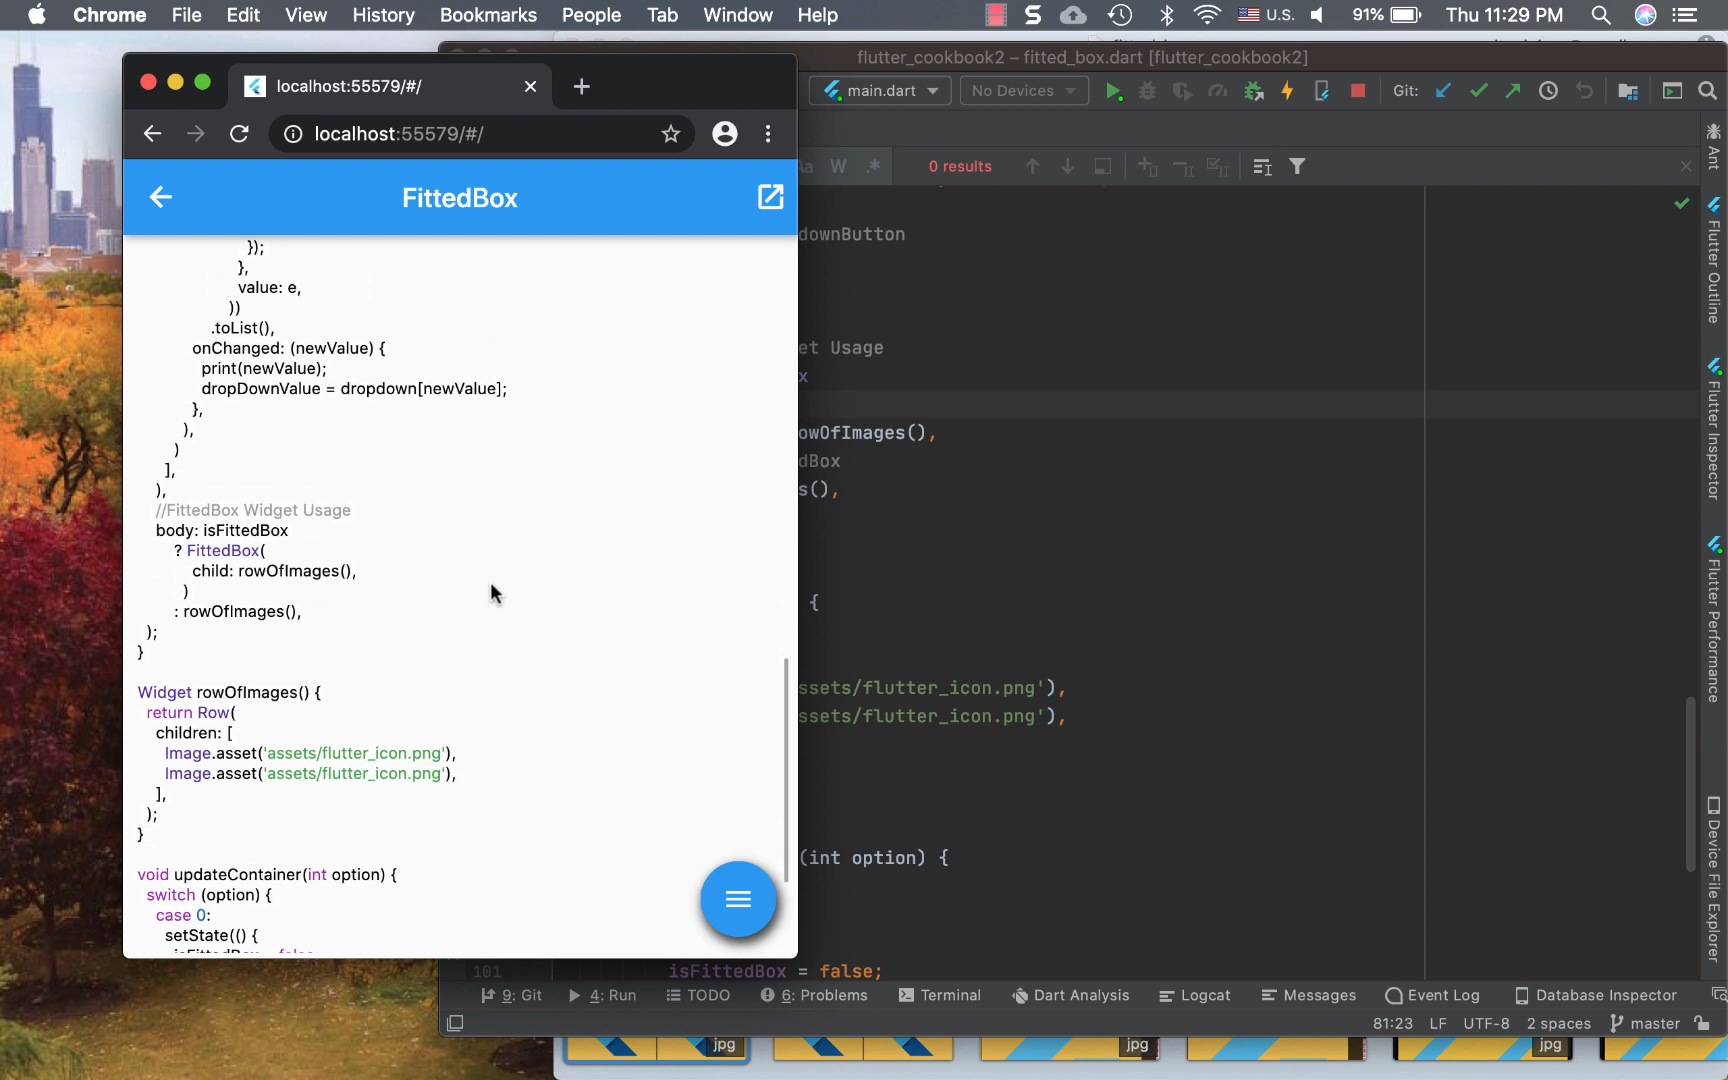 Chrome File Edit View History Bookmarks People Tab Window Help
U.S. 91% Thu 11:29 PM
flutter_cookbook2 – fitted_box.dart [flutter_cookbook2]
localhost:55579/#/
main.dart No Devices Git:
localhost:55579/#/
W .* 0 results
FittedBox
});
},
value: e,
))
.toList(),
onChanged: (newValue) {
print(newValue);
dropDownValue = dropdown[newValue];
},
),
)
],
),
//FittedBox Widget Usage
body: isFittedBox
? FittedBox(
child: rowOfImages(),
)
: rowOfImages(),
);
}
Widget rowOfImages() {
return Row(
children: [
Image.asset('assets/flutter_icon.png'),
Image.asset('assets/flutter_icon.png'),
],
);
}
void updateContainer(int option) {
switch (option) {
case 0:
setState(() {
downButton
et Usage
x
owOfImages(),
dBox
s(),
{
ssets/flutter_icon.png'),
ssets/flutter_icon.png'),
(int option) {
101 isFittedBox = false;
Ant
Flutter Outline
Flutter Inspector
Flutter Performance
Device File Explorer
9: Git 4: Run TODO 6: Problems Terminal Dart Analysis Logcat Messages Event Log Database Inspector
81:23 LF UTF-8 2 spaces master
jpg jpg jpg